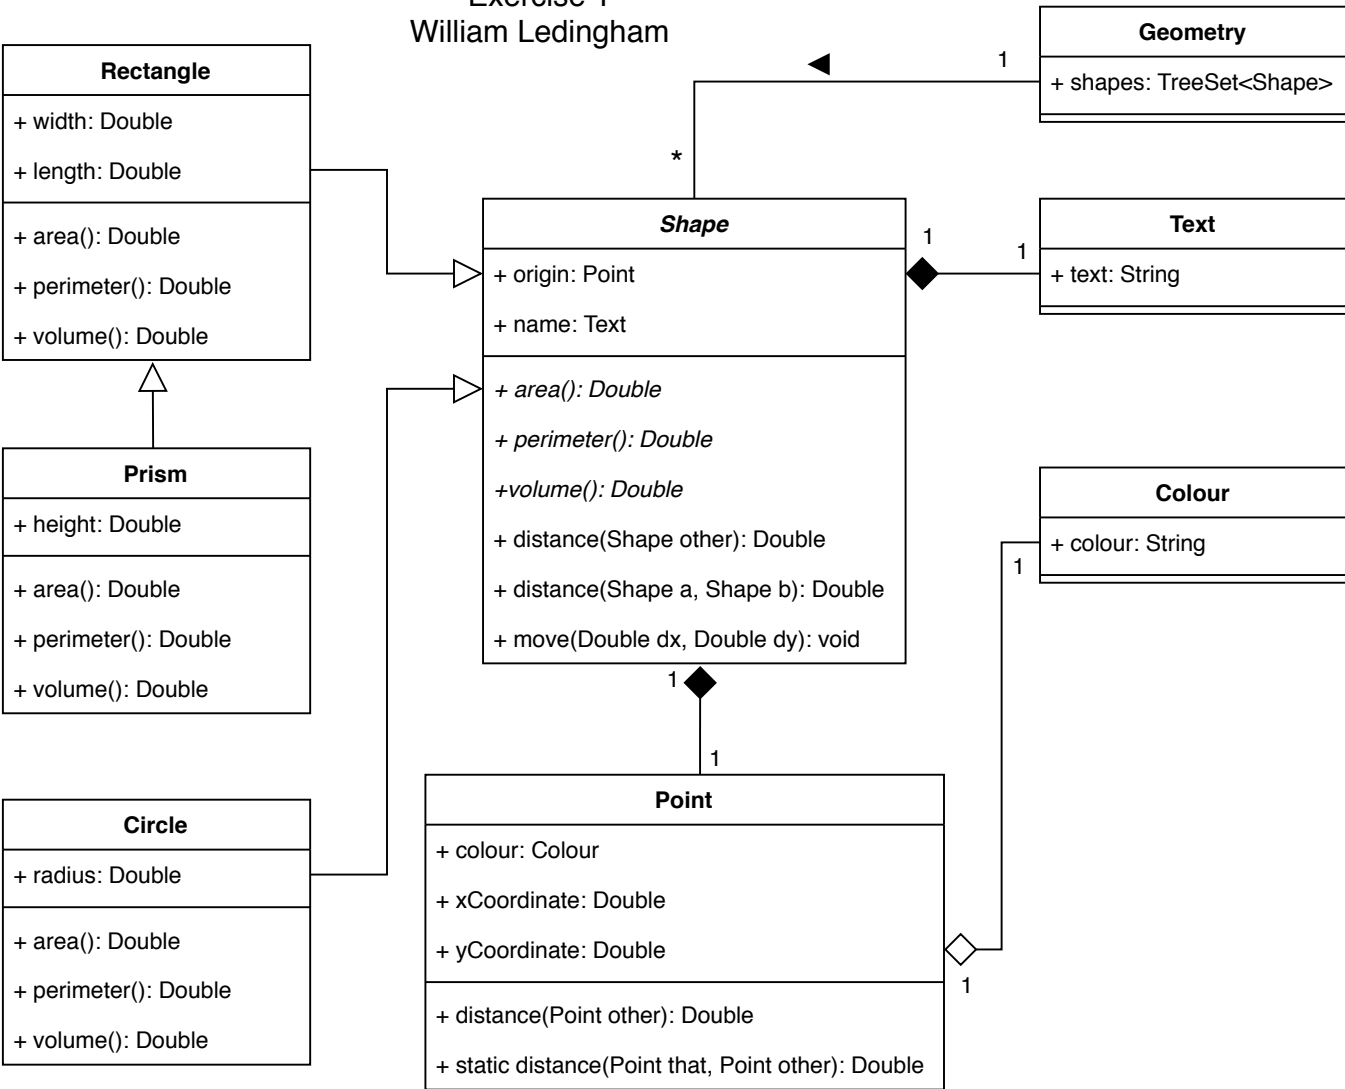 Exercise 1
William Ledingham
Rectangle
+ width: Double
+ length: Double
+ area(): Double
+ perimeter(): Double
+ volume(): Double
Prism
+ height: Double
+ area(): Double
+ perimeter(): Double
+ volume(): Double
Circle
+ radius: Double
+ area(): Double
+ perimeter(): Double
+ volume(): Double
*
1
Shape
+ origin: Point
+ name: Text
+ area(): Double
+ perimeter(): Double
+volume(): Double
+ distance(Shape other): Double
+ distance(Shape a, Shape b): Double
+ move(Double dx, Double dy): void
1
1
1
1
Point
+ colour: Colour
+ xCoordinate: Double
+ yCoordinate: Double
+ distance(Point other): Double
+ static distance(Point that, Point other): Double
1
1
Geometry
+ shapes: TreeSet<Shape>
Text
+ text: String
Colour
+ colour: String